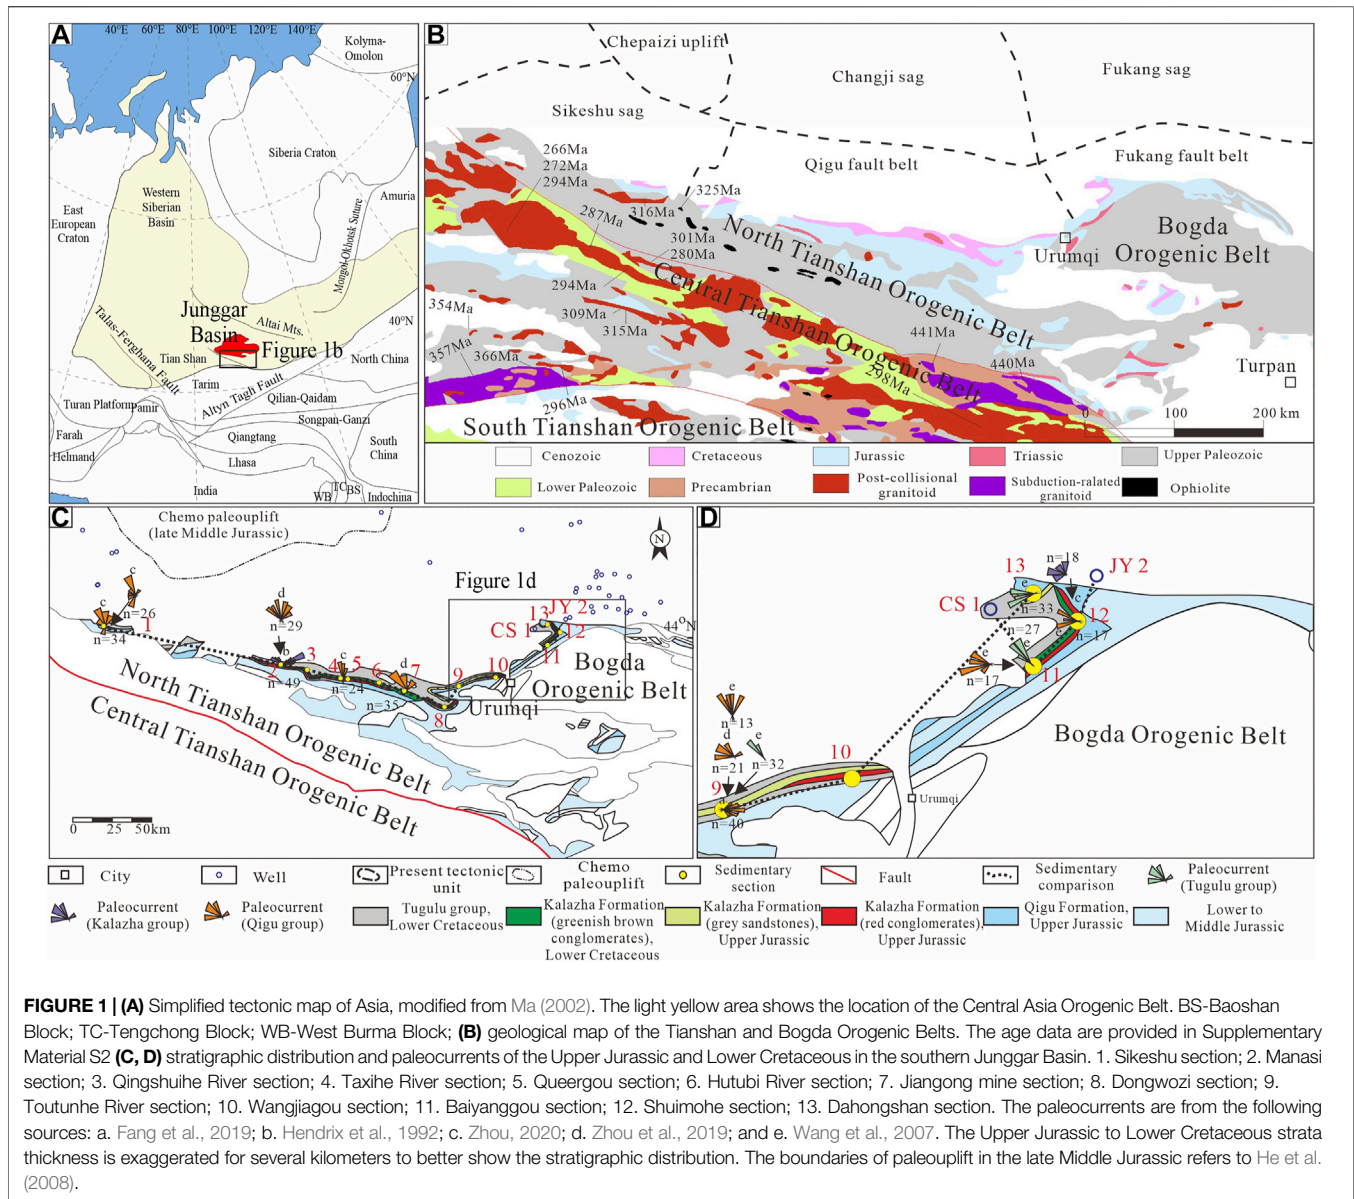 A
40°E 60°E 80°E 100°E 120°E 140°E
Kolyma-
Omolon
60°N
Siberia Craton
Western
Siberian
Basin
Amuria
East
European
Craton
Mongol-Okhotsk Suture
Junggar
Basin
Altai Mts.
40°N
Talas-Ferghana Fault
Tian Shan
Figure 1b
North China
Tarim
Altyn Tagh Fault
Qilian-Qaidam
Turan Platform
Pamir
Songpan-Ganzi
Farah
Qiangtang
South
China
Helmand
Lhasa
India
WB
TC
BS
Indochina
B
Chepaizi uplift
Changji sag
Fukang sag
Sikeshu sag
Qigu fault belt
Fukang fault belt
266Ma
272Ma
294Ma
287Ma
316Ma
325Ma
301Ma
280Ma
North Tianshan Orogenic Belt
Urumqi
Bogda
Orogenic Belt
Central Tianshan Orogenic Belt
294Ma
309Ma
315Ma
354Ma
357Ma
366Ma
296Ma
441Ma
440Ma
298Ma
Turpan
South Tianshan Orogenic Belt
0 100 200 km
Cenozoic
Cretaceous
Jurassic
Triassic
Upper Paleozoic
Lower Paleozoic
Precambrian
Post-collisional
granitoid
Subduction-related
granitoid
Ophiolite
C
Chemo paleouplift
(late Middle Jurassic)
N
Figure 1d
c
c
n=26
n=34
1
d
n=29
b
2
n=49
3
4
c
5
n=24
6
d
7
n=35
8
9
10
11
12
13
JY 2
CS 1
44°N
Bogda
Orogenic Belt
Urumqi
North Tianshan Orogenic Belt
Central Tianshan Orogenic Belt
0 25 50km
D
n=18
13
JY 2
e
CS 1
n=33
c
12
n=27
e
n=17
e
e
n=17
11
e
n=13
d
e
n=21
n=32
10
9
a
n=40
Urumqi
Bogda Orogenic Belt
City
Well
Present tectonic
unit
Chemo
paleouplift
Sedimentary
section
Fault
Sedimentary
comparison
Paleocurrent
(Tugulu group)
Paleocurrent
(Kalazha group)
Paleocurrent
(Qigu group)
Tugulu group,
Lower Cretaceous
Kalazha Formation
(greenish brown
conglomerates),
Lower Cretaceous
Kalazha Formation
(grey sandstones),
Upper Jurassic
Kalazha Formation
(red conglomerates),
Upper Jurassic
Qigu Formation,
Upper Jurassic
Lower to
Middle Jurassic
FIGURE 1 | (A) Simplified tectonic map of Asia, modified from Ma (2002). The light yellow area shows the location of the Central Asia Orogenic Belt. BS-Baoshan
Block; TC-Tengchong Block; WB-West Burma Block; (B) geological map of the Tianshan and Bogda Orogenic Belts. The age data are provided in Supplementary
Material S2 (C, D) stratigraphic distribution and paleocurrents of the Upper Jurassic and Lower Cretaceous in the southern Junggar Basin. 1. Sikeshu section; 2. Manasi
section; 3. Qingshuihe River section; 4. Taxihe River section; 5. Queergou section; 6. Hutubi River section; 7. Jiangong mine section; 8. Dongwozi section; 9.
Toutunhe River section; 10. Wangjiagou section; 11. Baiyanggou section; 12. Shuimohe section; 13. Dahongshan section. The paleocurrents are from the following
sources: a. Fang et al., 2019; b. Hendrix et al., 1992; c. Zhou, 2020; d. Zhou et al., 2019; and e. Wang et al., 2007. The Upper Jurassic to Lower Cretaceous strata
thickness is exaggerated for several kilometers to better show the stratigraphic distribution. The boundaries of paleouplift in the late Middle Jurassic refers to He et al.
(2008).